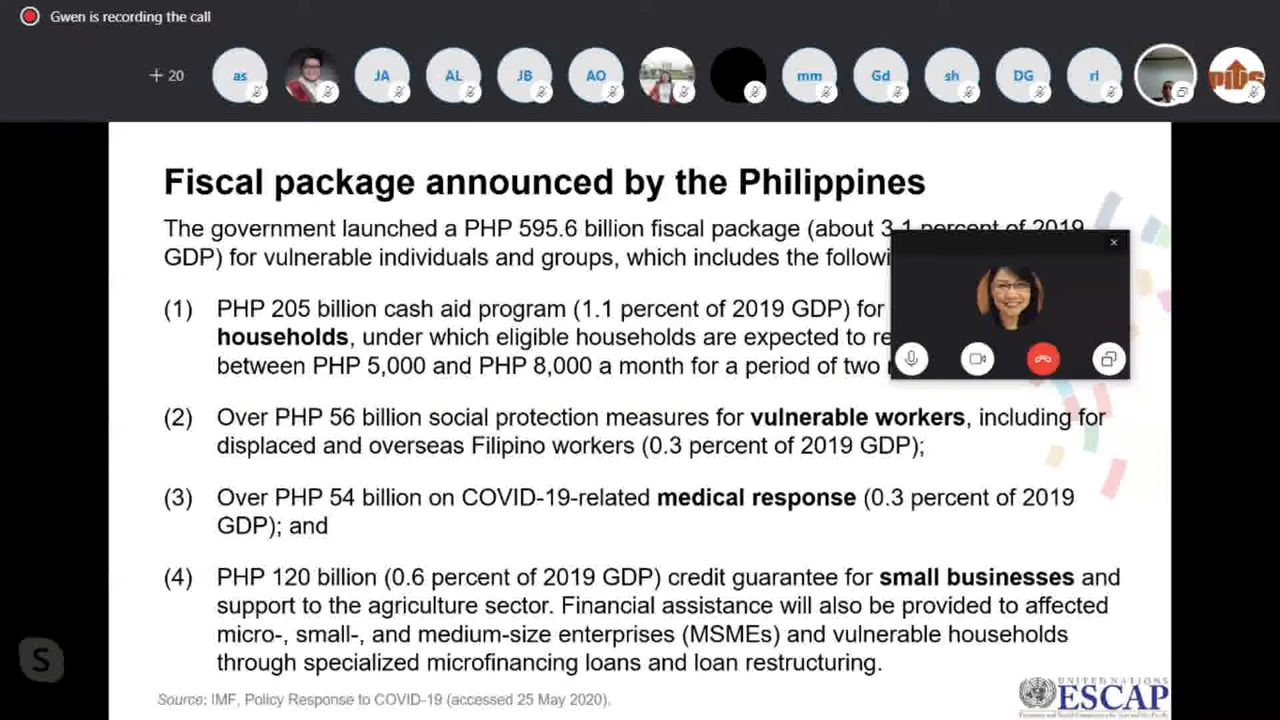 Gwen is recording the call
+ 20
as
JA
AL
JB
AO
mm
Gd
sh
DG
rl
pids
Fiscal package announced by the Philippines
The government launched a PHP 595.6 billion fiscal package (about 3.1 percent of 2019
GDP) for vulnerable individuals and groups, which includes the
(1) PHP 205 billion cash aid program (1.1 percent of 2019 GDP) for
households, under which eligible households are expected to
between PHP 5,000 and PHP 8,000 a month for a period of two
(2) Over PHP 56 billion social protection measures for vulnerable workers, including for
displaced and overseas Filipino workers (0.3 percent of 2019 GDP);
(3) Over PHP 54 billion on COVID-19-related medical response (0.3 percent of 2019
GDP); and
(4) PHP 120 billion (0.6 percent of 2019 GDP) credit guarantee for small businesses and
support to the agriculture sector. Financial assistance will also be provided to affected
micro-, small-, and medium-size enterprises (MSMEs) and vulnerable households
through specialized microfinancing loans and loan restructuring.
S
Source: IMF, Policy Response to COVID-19 (accessed 25 May 2020).
UNITED NATIONS
ESCAP